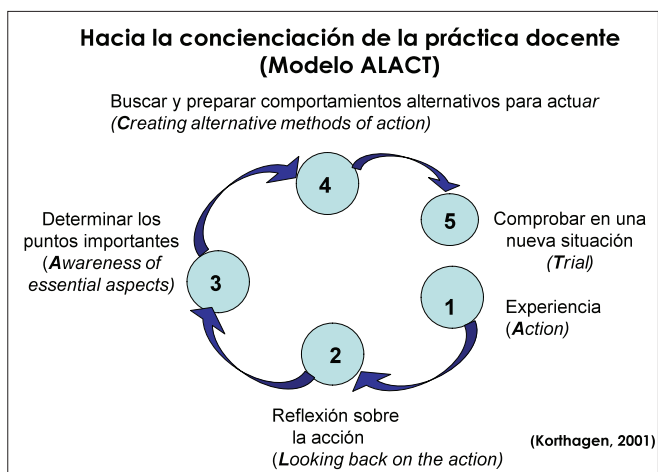 Hacia la concienciación de la práctica docente
(Modelo ALACT)
Buscar y preparar comportamientos alternativos para actuar
(Creating alternative methods of action)
4
5
Comprobar en una
nueva situación
(Trial)
Determinar los
puntos importantes
(Awareness of
essential aspects)
3
1
Experiencia
(Action)
2
Reflexión sobre
la acción
(Looking back on the action)
(Korthagen, 2001)